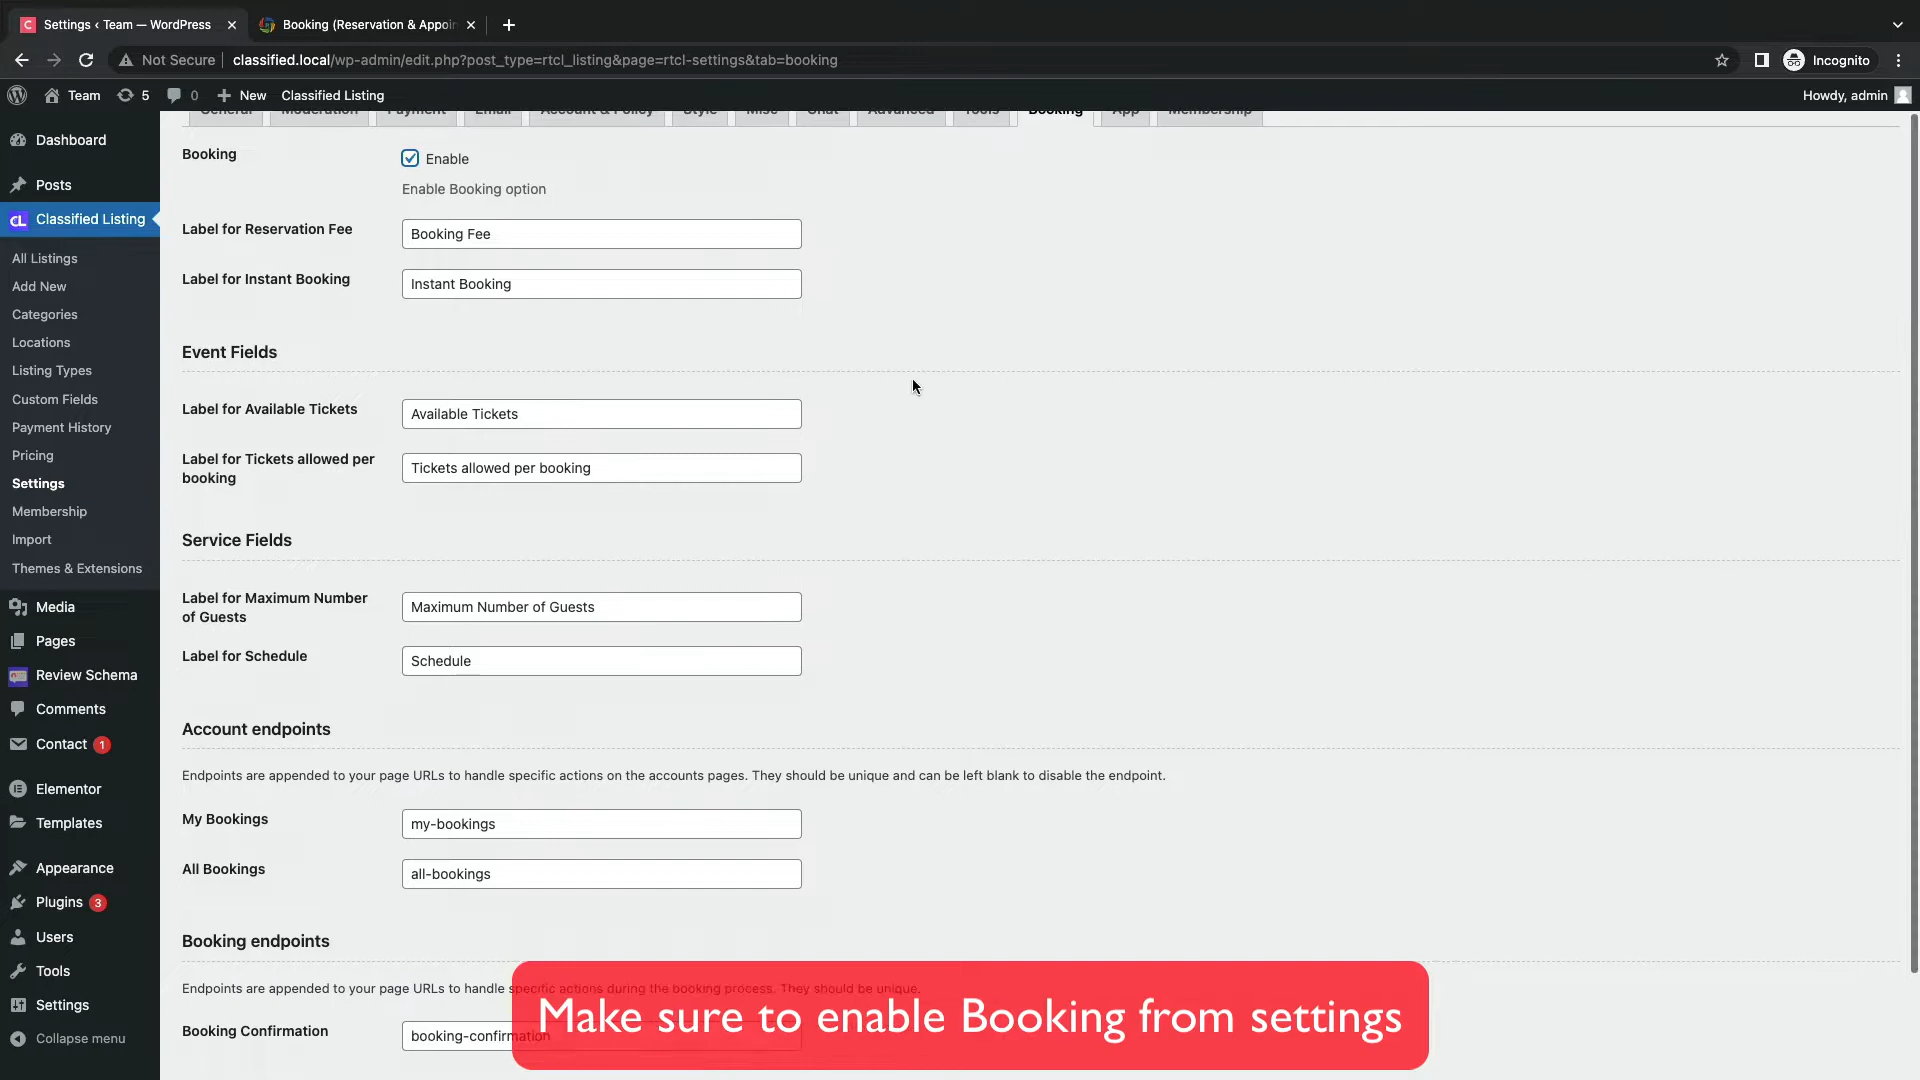 Settings ‹ Team — WordPress
Booking (Reservation & Appoin
Not Secure
classified.local/wp-admin/edit.php?post_type=rtcl_listing&page=rtcl-settings&tab=booking
Incognito
Team
5
0
New
Classified Listing
Howdy, admin
General
Moderation
Payment
Email
Account & Policy
Style
Misc
Chat
Advanced
Tools
Booking
App
Membership
Dashboard
Posts
CL
Classified Listing
All Listings
Add New
Categories
Locations
Listing Types
Custom Fields
Payment History
Pricing
Settings
Membership
Import
Themes & Extensions
Media
Pages
Review Schema
Comments
Contact 1
Elementor
Templates
Appearance
Plugins 3
Users
Tools
Settings
Collapse menu
Booking
Enable
Enable Booking option
Label for Reservation Fee
Booking Fee
Label for Instant Booking
Instant Booking
Event Fields
Label for Available Tickets
Available Tickets
Label for Tickets allowed per
booking
Tickets allowed per booking
Service Fields
Label for Maximum Number
of Guests
Maximum Number of Guests
Label for Schedule
Schedule
Account endpoints
Endpoints are appended to your page URLs to handle specific actions on the accounts pages. They should be unique and can be left blank to disable the endpoint.
My Bookings
my-bookings
All Bookings
all-bookings
Booking endpoints
Endpoints are appended to your page URLs to handle specific actions during the booking process. They should be unique.
Booking Confirmation
booking-confirmation
Make sure to enable Booking from settings